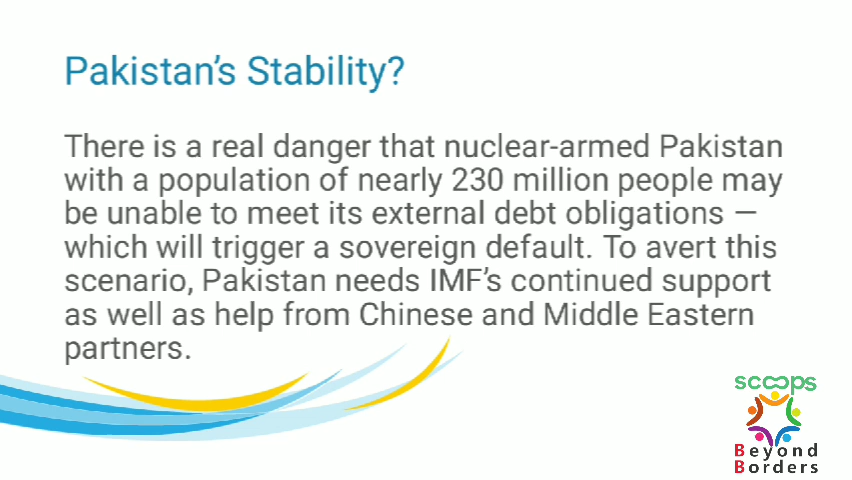 Pakistan's Stability?
There is a real danger that nuclear-armed Pakistan
with a population of nearly 230 million people may
be unable to meet its external debt obligations —
which will trigger a sovereign default. To avert this
scenario, Pakistan needs IMF's continued support
as well as help from Chinese and Middle Eastern
partners.
scoops
Beyond
Borders